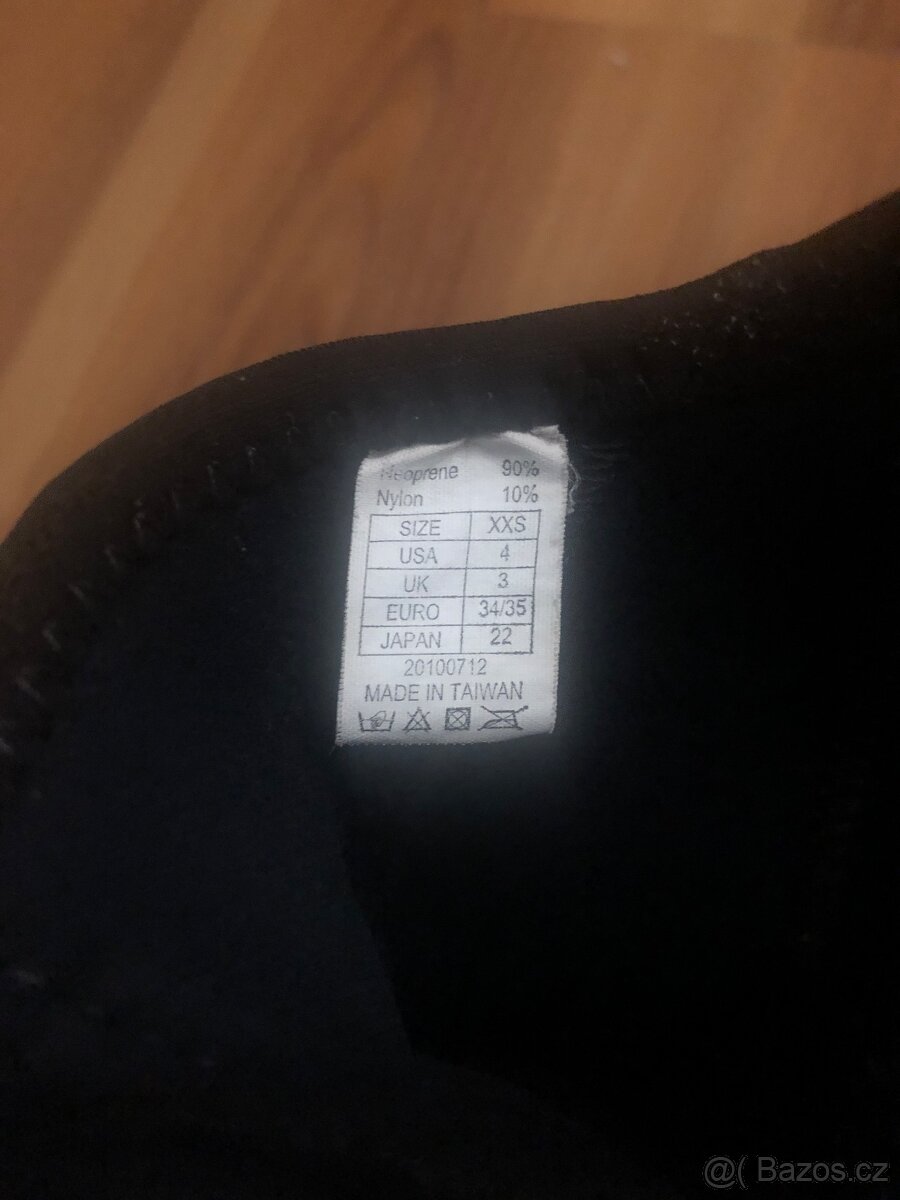 Neoprene 90%
Nylon 10%
SIZE XXS
USA 4
UK 3
EURO 34/35
JAPAN 22
20100712
MADE IN TAIWAN
@( Bazos.cz